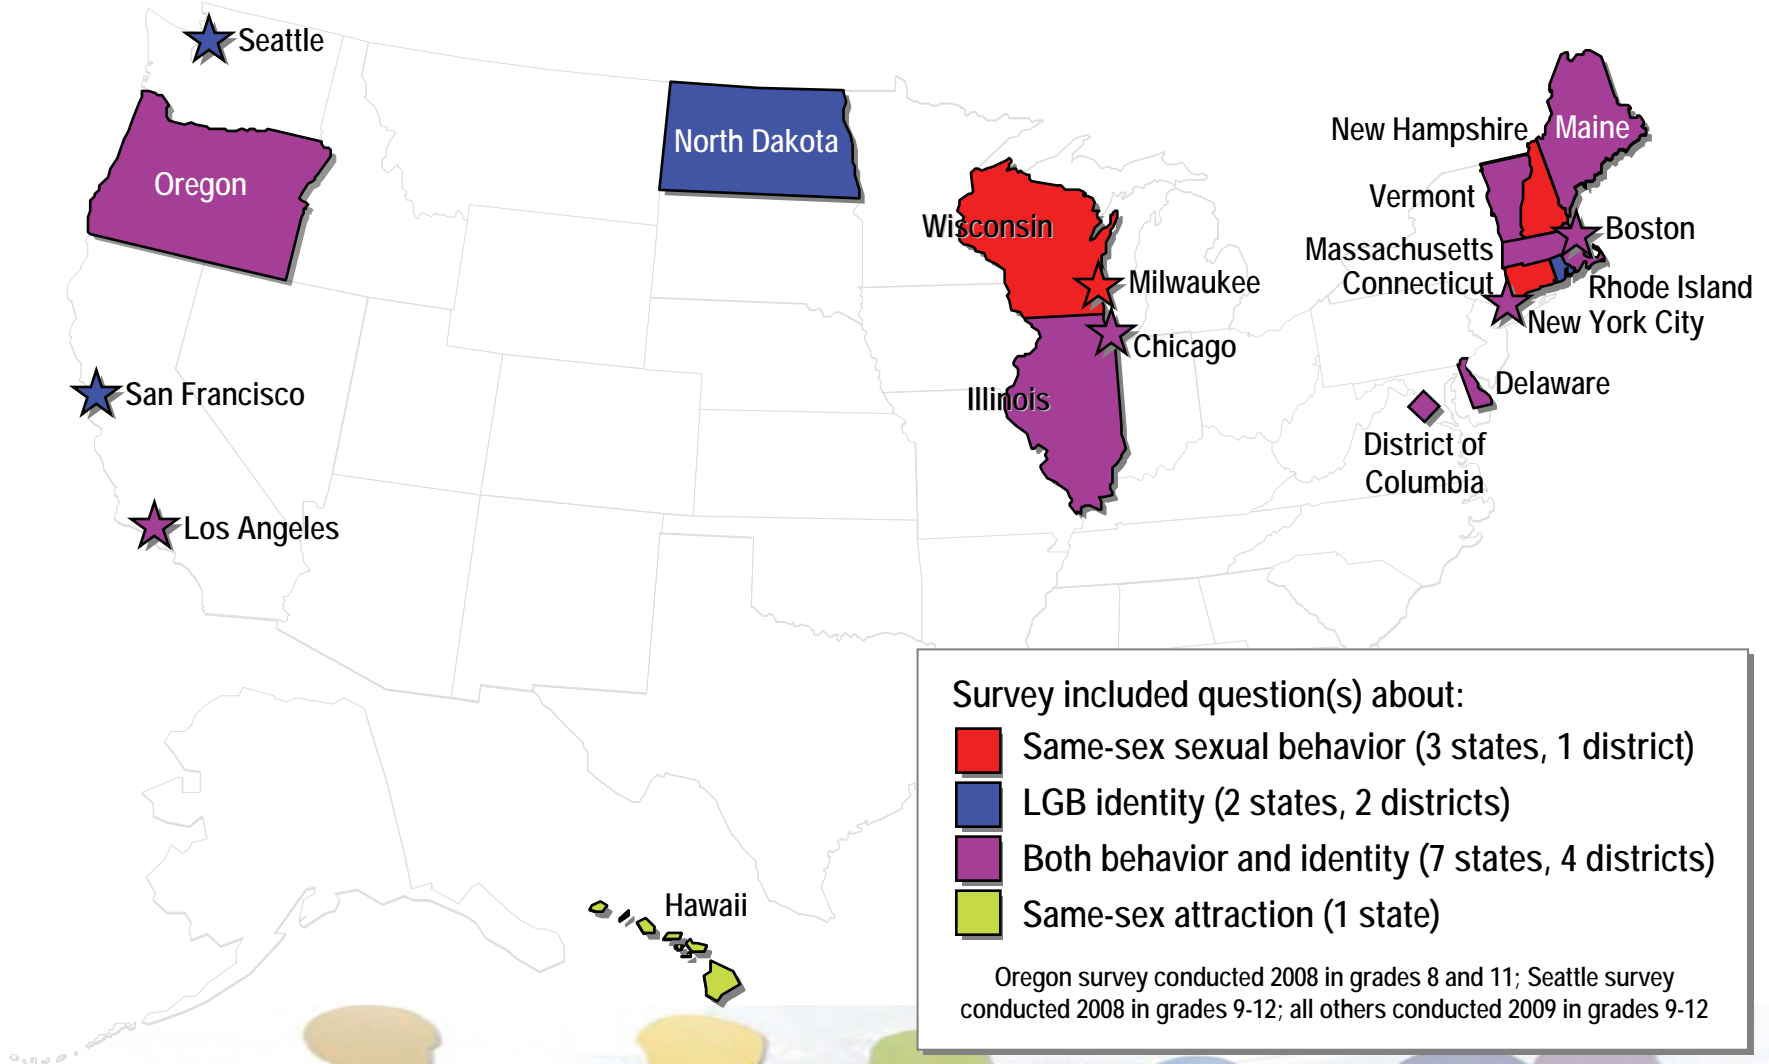 Seattle
North Dakota
Oregon
New Hampshire
Maine
Vermont
Wisconsin
Boston
Massachusetts
Connecticut
Milwaukee
Rhode Island
New York City
Chicago
Delaware
San Francisco
Illinois
District of
Columbia
Los Angeles
Hawaii
Survey included question(s) about:
Same-sex sexual behavior (3 states, 1 district)
LGB identity (2 states, 2 districts)
Both behavior and identity (7 states, 4 districts)
Same-sex attraction (1 state)
Oregon survey conducted 2008 in grades 8 and 11; Seattle survey
conducted 2008 in grades 9-12; all others conducted 2009 in grades 9-12